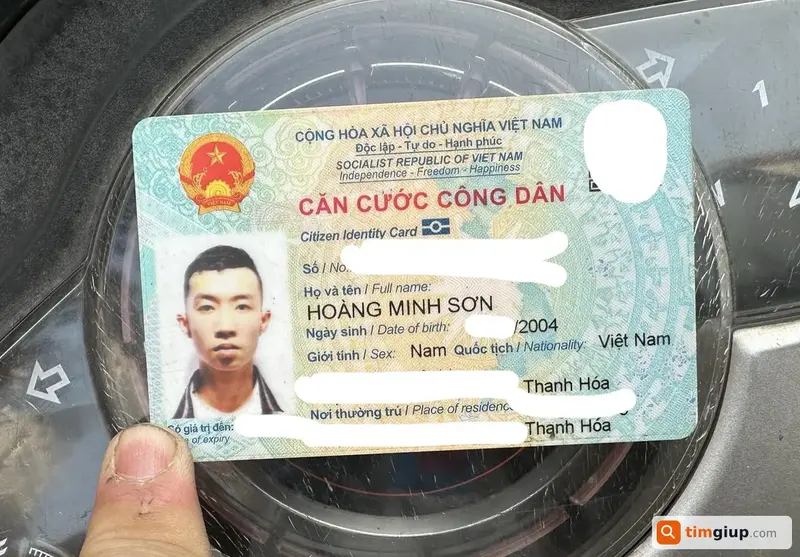 CỘNG HÒA XÃ HỘI CHỦ NGHĨA VIỆT NAM
Độc lập - Tự do - Hạnh phúc
SOCIALIST REPUBLIC OF VIET NAM
Independence - Freedom - Happiness
CĂN CƯỚC CÔNG DÂN
Citizen Identity Card
Số / No.
Họ và tên / Full name:
HOÀNG MINH SƠN
Ngày sinh / Date of birth: /2004
Giới tính / Sex: Nam Quốc tịch / Nationality: Việt Nam
Thanh Hóa
Nơi thường trú / Place of residence
Có giá trị đến: Thanh Hóa
of expiry
1
timgiup.com